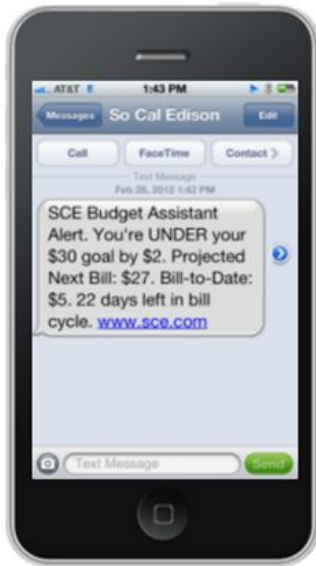 AT&T
1:43 PM
Messages
So Cal Edison
Edit
Call
FaceTime
Contact >
Text Message
Feb 28, 2012 1:42 PM
SCE Budget Assistant
Alert. You're UNDER your
$30 goal by $2. Projected
Next Bill: $27. Bill-to-Date:
$5. 22 days left in bill
cycle. www.sce.com
Text Message
Send